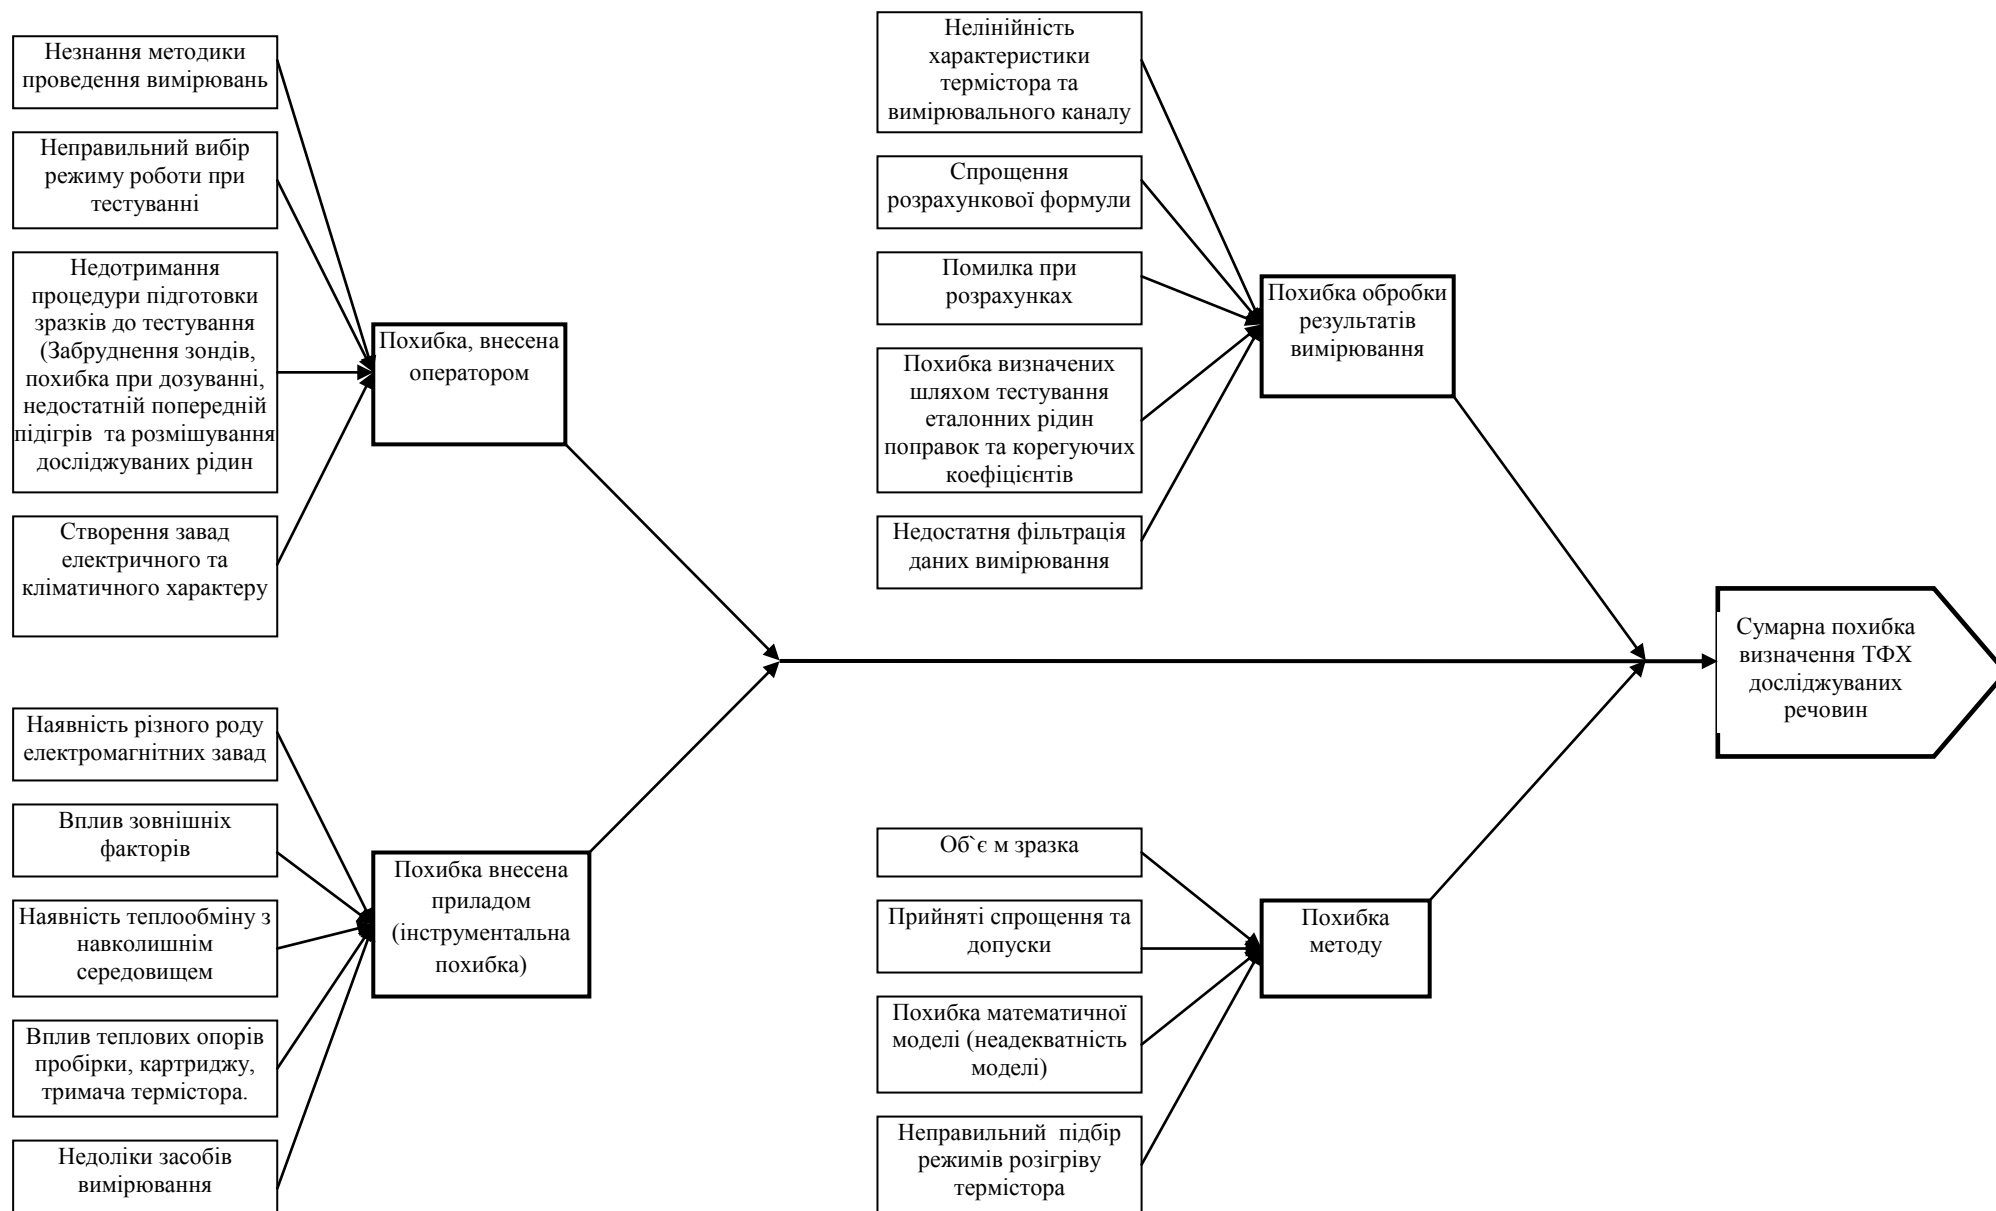 Незнання методики
проведення вимірювань
Неправильний вибір
режиму роботи при
тестуванні
Недотримання
процедури підготовки
зразків до тестування
(Забруднення зондів,
похибка при дозуванні,
недостатній попередній
підігрів та розмішування
досліджуваних рідин
Створення завад
електричного та
кліматичного характеру
Похибка, внесена
оператором
Наявність різного роду
електромагнітних завад
Вплив зовнішніх
факторів
Наявність теплообміну з
навколишнім
середовищем
Вплив теплових опорів
пробірки, картриджу,
тримача термістора.
Недоліки засобів
вимірювання
Похибка внесена
приладом
(інструментальна
похибка)
Нелінійність
характеристики
термістора та
вимірювального каналу
Спрощення
розрахункової формули
Помилка при
розрахунках
Похибка визначених
шляхом тестування
еталонних рідин
поправок та корегуючих
коефіцієнтів
Недостатня фільтрація
даних вимірювання
Похибка обробки
результатів
вимірювання
Об`є м зразка
Прийняті спрощення та
допуски
Похибка математичної
моделі (неадекватність
моделі)
Неправильний підбір
режимів розігріву
термістора
Похибка
методу
Сумарна похибка
визначення ТФХ
досліджуваних
речовин